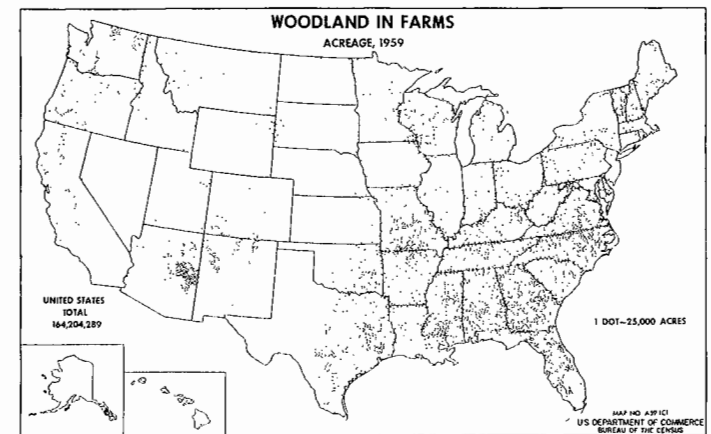 WOODLAND IN FARMS
ACREAGE, 1959
UNITED STATES
TOTAL
164,204,289
1 DOT—25,000 ACRES
MAP NO. A59 1C1
U S DEPARTMENT OF COMMERCE
BUREAU OF THE CENSUS